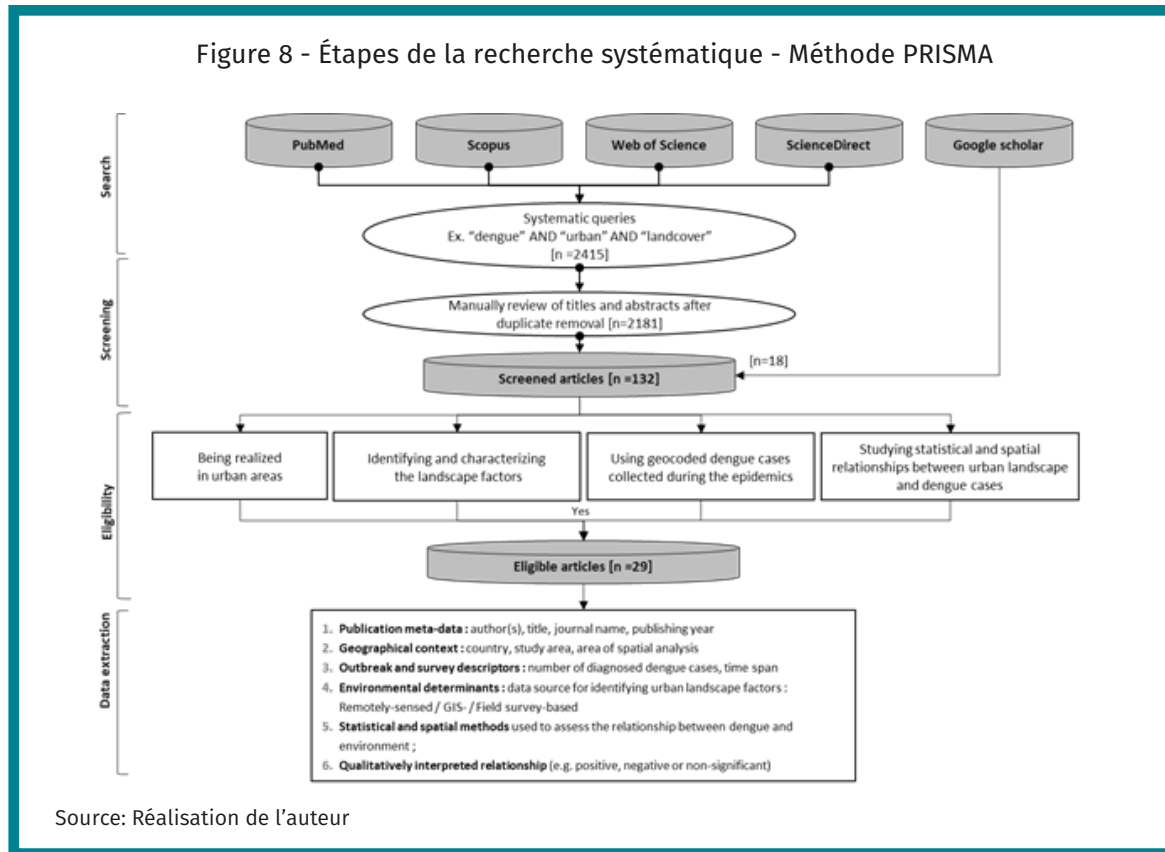 Figure 8 - Étapes de la recherche systématique - Méthode PRISMA
Search
PubMed
Scopus
Web of Science
ScienceDirect
Google scholar
Systematic queries
Ex. “dengue” AND “urban” AND “landcover”
[n =2415]
Screening
Manually review of titles and abstracts after
duplicate removal [n=2181]
[n=18]
Screened articles [n =132]
Eligibility
Being realized
in urban areas
Identifying and characterizing
the landscape factors
Using geocoded dengue cases
collected during the epidemics
Studying statistical and spatial
relationships between urban landscape
and dengue cases
Yes
Eligible articles [n =29]
Data extraction
1. Publication meta-data : author(s), title, journal name, publishing year
2. Geographical context : country, study area, area of spatial analysis
3. Outbreak and survey descriptors : number of diagnosed dengue cases, time span
4. Environmental determinants : data source for identifying urban landscape factors :
Remotely-sensed / GIS- / Field survey-based
5. Statistical and spatial methods used to assess the relationship between dengue and
environment ;
6. Qualitatively interpreted relationship (e.g. positive, negative or non-significant)
Source: Réalisation de l’auteur